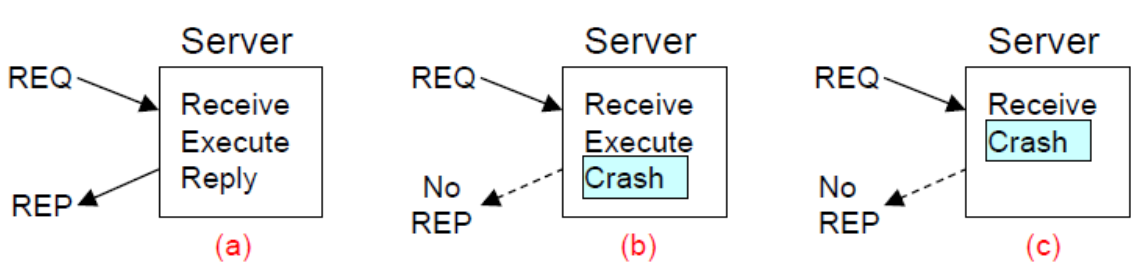 Server
REQ
Receive
Execute
Reply
REP
(a)
Server
REQ
Receive
Execute
Crash
No
REP
(b)
Server
REQ
Receive
Crash
No
REP
(c)